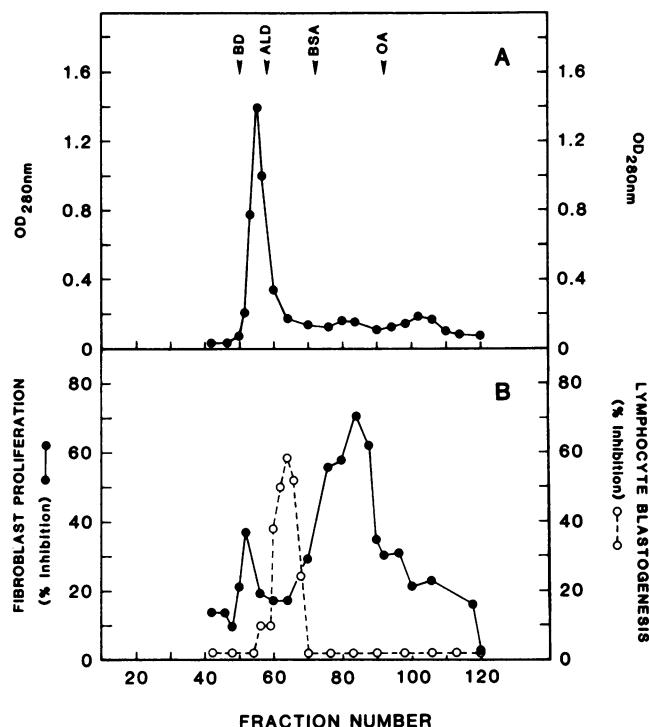 BD
ALD
BSA
OA
A
1.6
1.2
0.8
0.4
0
OD280nm
1.6
1.2
0.8
0.4
0
OD280nm
B
80
60
40
20
0
FIBROBLAST PROLIFERATION
(% Inhibition)
80
60
40
20
0
LYMPHOCYTE BLASTOGENESIS
(% Inhibition)
20
40
60
80
100
120
FRACTION NUMBER